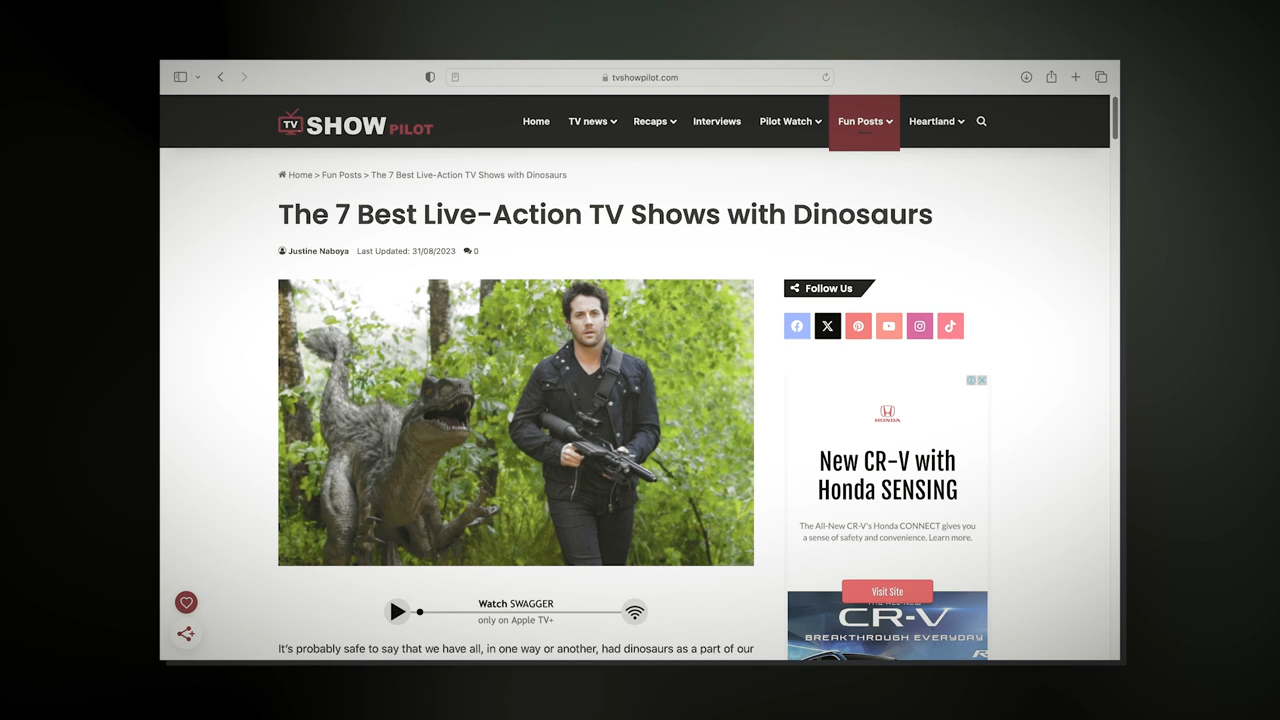 tvshowpilot.com
TV SHOW PILOT
Home TV news Recaps Interviews Pilot Watch Fun Posts Heartland
Home > Fun Posts > The 7 Best Live-Action TV Shows with Dinosaurs
The 7 Best Live-Action TV Shows with Dinosaurs
Justine Naboya Last Updated: 31/08/2023 0
Follow Us
HONDA
New CR-V with
Honda SENSING
The All-New CR-V's Honda CONNECT gives you
a sense of safety and convenience. Learn more.
Visit Site
THE ALL-NEW
CR-V
BREAKTHROUGH EVERYDAY
Watch SWAGGER
only on Apple TV+
It's probably safe to say that we have all, in one way or another, had dinosaurs as a part of our